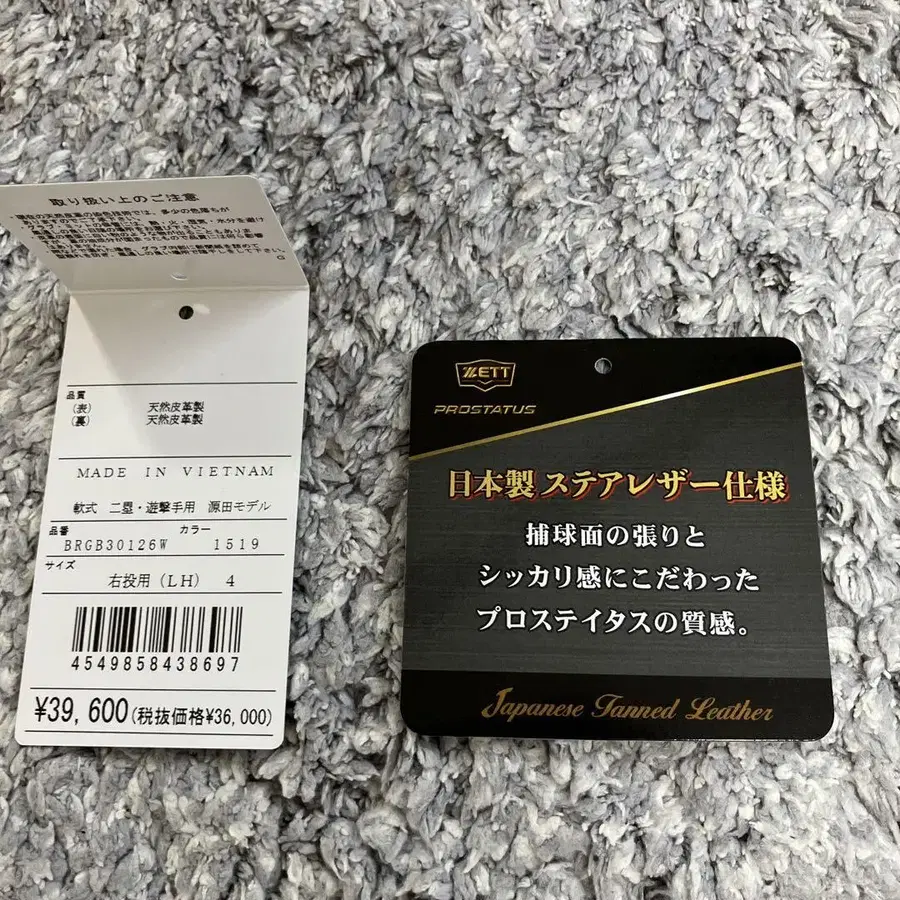 取り扱い上のご注意
品質
(表) 天然皮革製
(裏) 天然皮革製
MADE IN VIETNAM
軟式 二塁・遊撃手用 源田モデル
品番 カラー
BRGB30126W 1519
サイズ
右投用(LH) 4
4549858438697
¥39,600(税抜価格¥36,000)
ZETT
PROSTATUS
日本製ステアレザー仕様
捕球面の張りと
シッカリ感にこだわった
プロステイタスの質感。
Japanese Tanned Leather